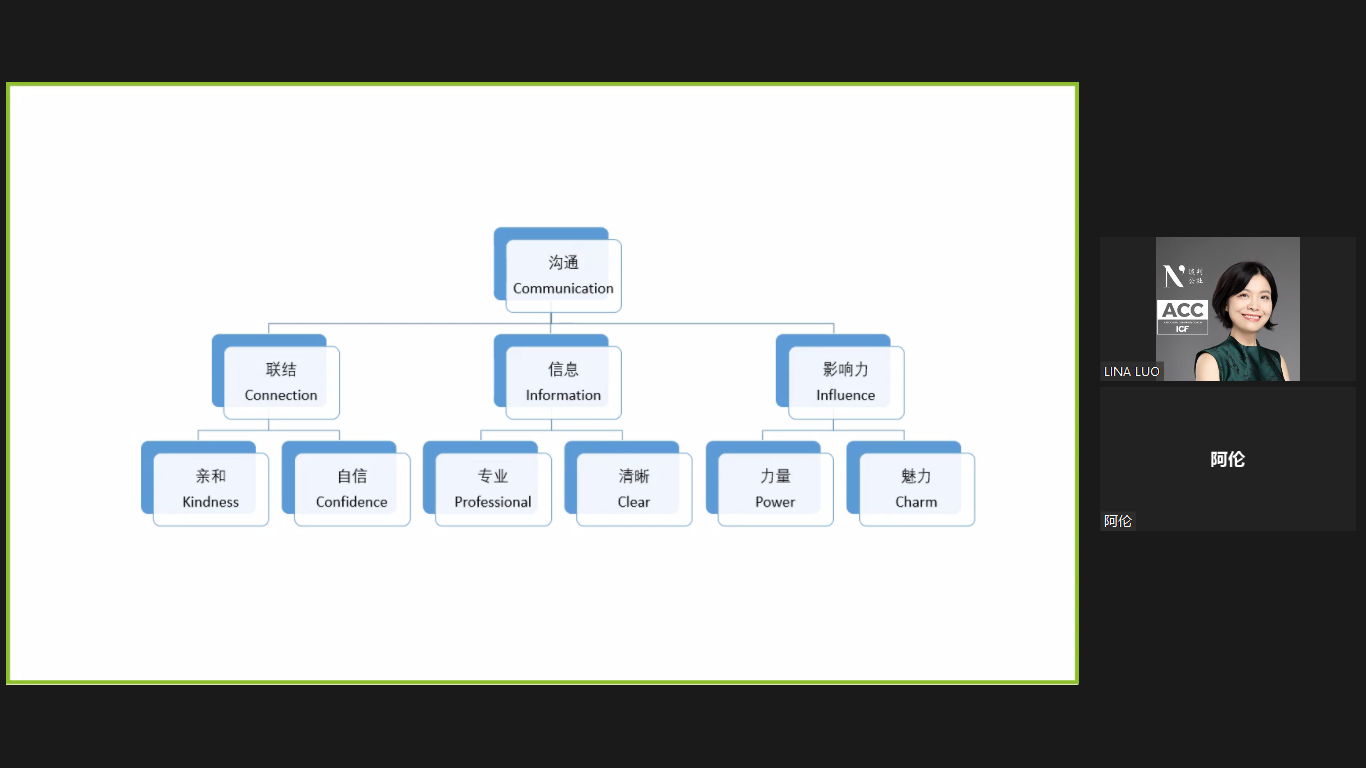 沟通
Communication
联结
Connection
信息
Information
影响力
Influence
亲和
Kindness
自信
Confidence
专业
Professional
清晰
Clear
力量
Power
魅力
Charm
N
ACC
ICF
LINA LUO
阿伦
阿伦